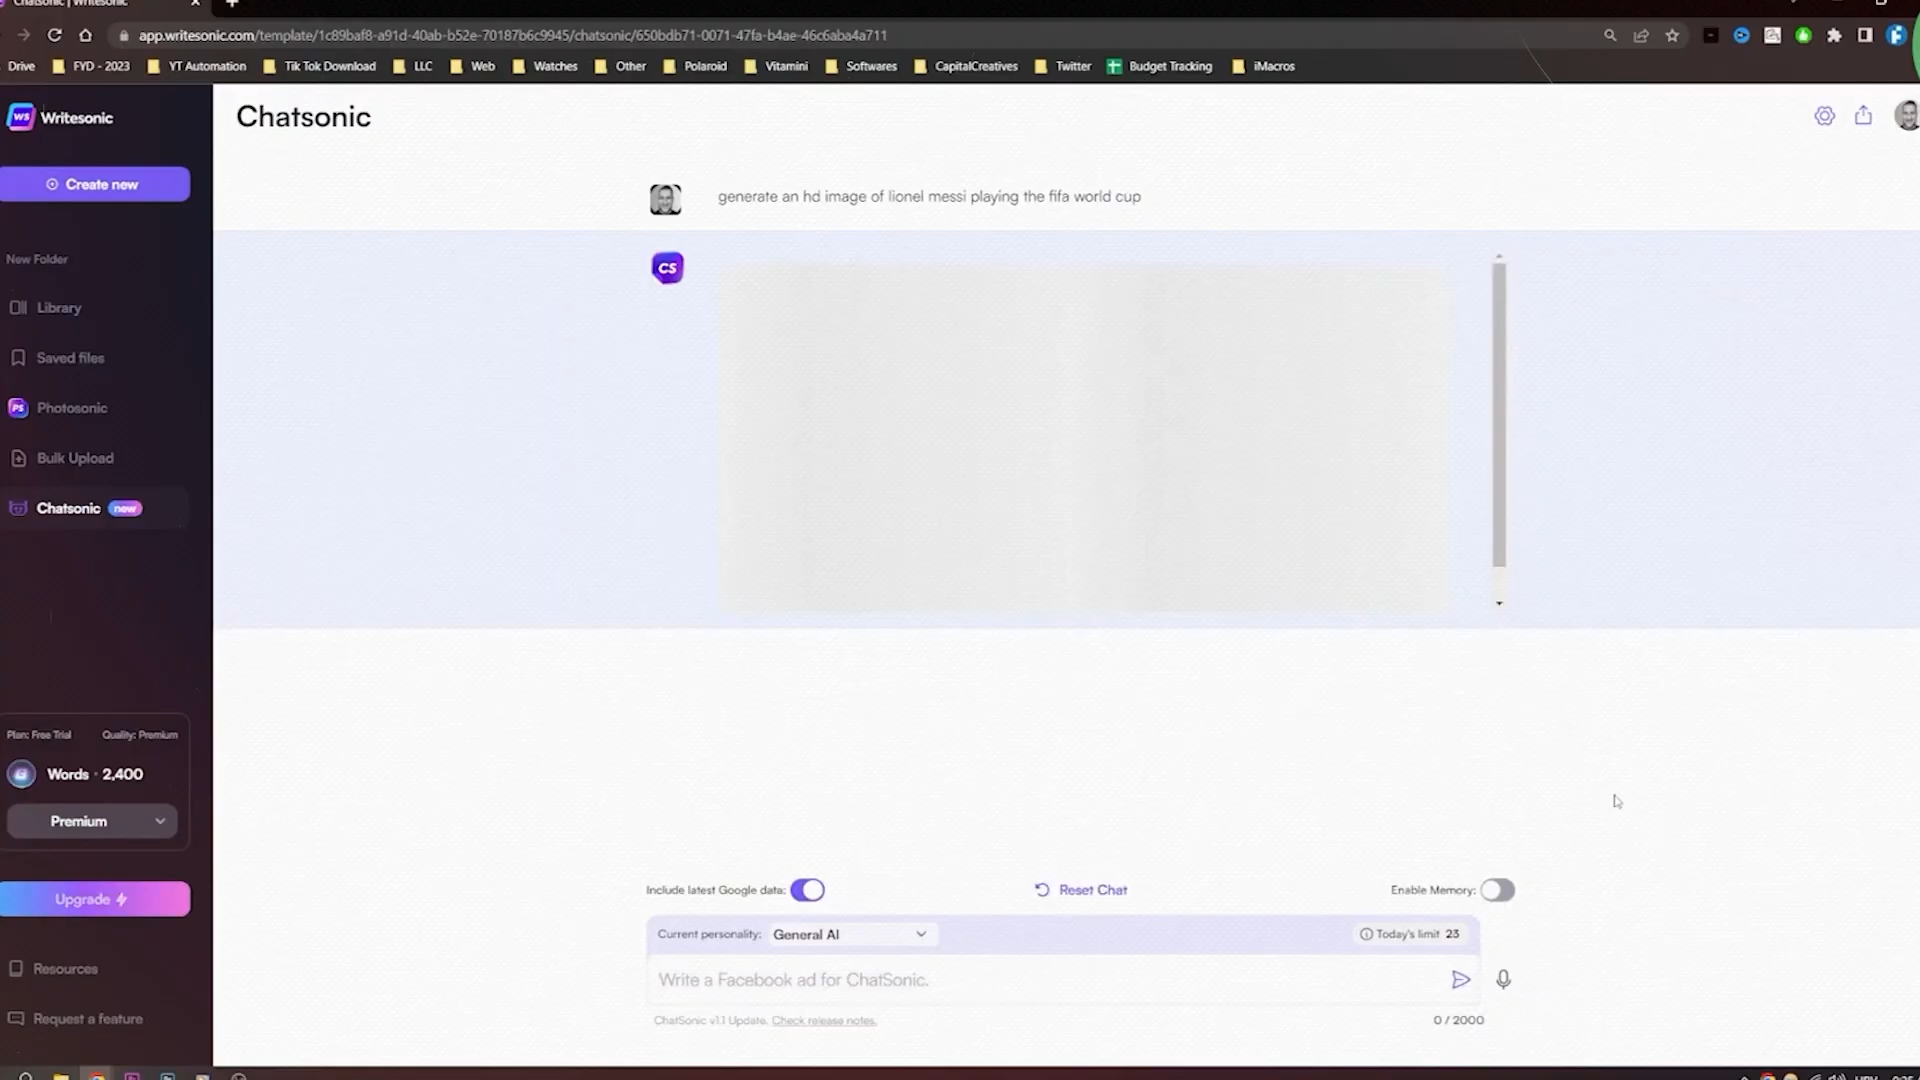 Chatsonic | Writesonic
app.writesonic.com/template/1c89baf8-a91d-40ab-b52e-70187b6c9945/chatsonic/650bdb71-0071-47fa-b4ae-46c6aba4a711
Drive FYD - 2023 YT Automation Tik Tok Download LLC Web Watches Other Polaroid Vitamini Softwares CapitalCreatives Twitter Budget Tracking iMacros
WS Writesonic
Chatsonic
Create new
generate an hd image of lionel messi playing the fifa world cup
New Folder
CS
Library
Saved files
PS Photosonic
Bulk Upload
Chatsonic new
Plan: Free Trial Quality: Premium
Words · 2,400
Premium
Upgrade
Include latest Google data: Reset Chat Enable Memory:
Current personality: General AI Today's limit 23
Write a Facebook ad for ChatSonic.
ChatSonic v1.1 Update. Check release notes. 0 / 2000
Resources
Request a feature